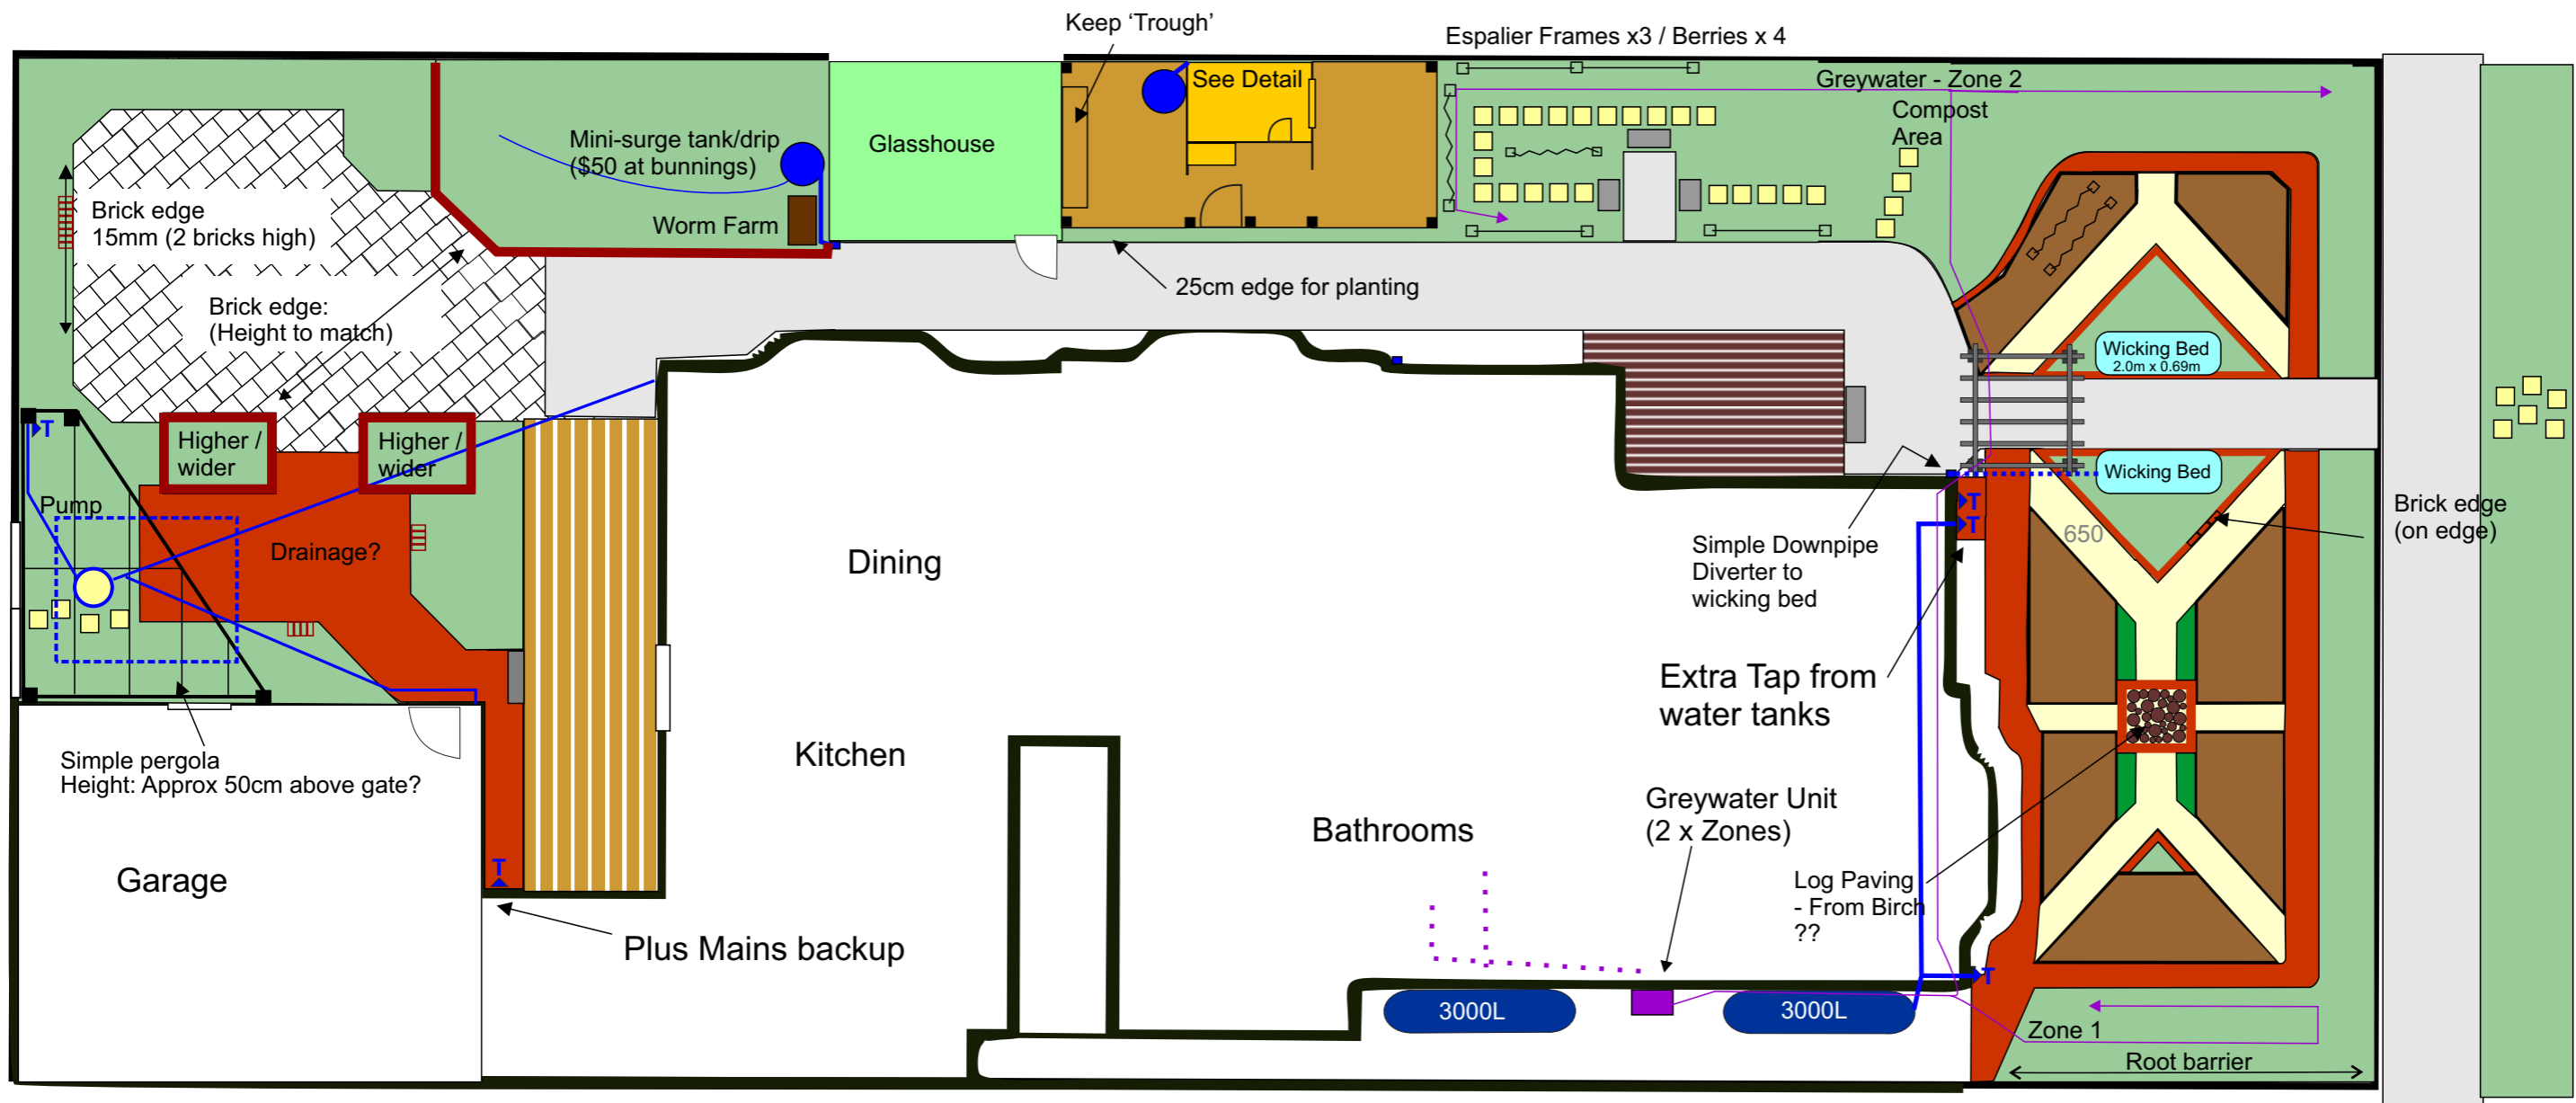 Keep ‘Trough’
Espalier Frames x3 / Berries x 4
See Detail
Greywater - Zone 2
Compost
Area
Mini-surge tank/drip
($50 at bunnings)
Glasshouse
Worm Farm
Brick edge
15mm (2 bricks high)
25cm edge for planting
Brick edge:
(Height to match)
Wicking Bed
2.0m x 0.69m
T
Higher /
wider
Higher /
wider
Wicking Bed
Pump
T
T
650
Brick edge
(on edge)
Drainage?
Dining
Simple Downpipe
Diverter to
wicking bed
Extra Tap from
water tanks
Simple pergola
Height: Approx 50cm above gate?
Kitchen
Greywater Unit
(2 x Zones)
Bathrooms
Garage
T
Log Paving
- From Birch
??
Plus Mains backup
T
3000L
3000L
Zone 1
Root barrier